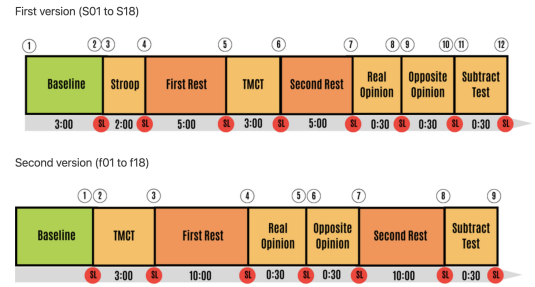 First version (S01 to S18)
1 2 3 4 5 6 7 8 9 10 11 12
Baseline Stroop First Rest TMCT Second Rest Real Opinion Opposite Opinion Subtract Test
3:00 SL 2:00 SL 5:00 SL 3:00 SL 5:00 SL 0:30 SL 0:30 SL 0:30 SL
Second version (f01 to f18)
1 2 3 4 5 6 7 8 9
Baseline TMCT First Rest Real Opinion Opposite Opinion Second Rest Subtract Test
SL 3:00 SL 10:00 SL 0:30 SL 0:30 SL 10:00 SL 0:30 SL